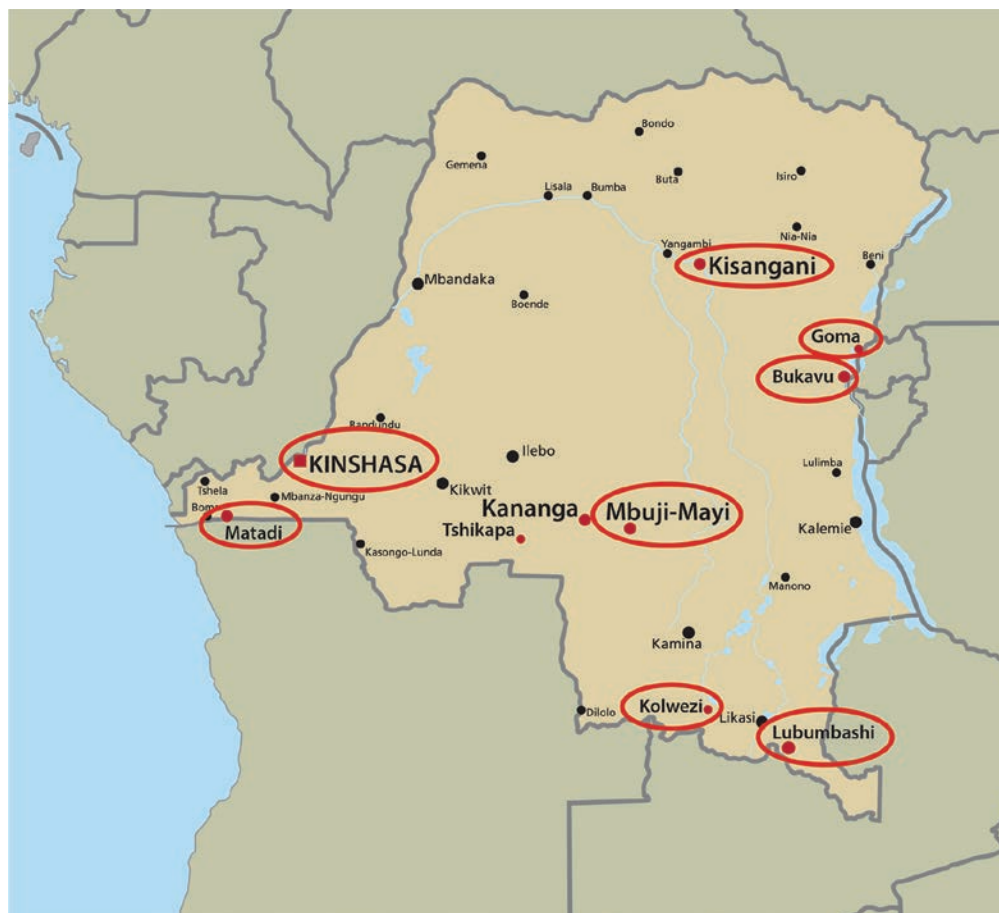 Bondo
Gemena
Buta
Isiro
Lisala
Bumba
Nia-Nia
Yangambi
Kisangani
Beni
Mbandaka
Boende
Goma
Bukavu
Bandundu
Ilebo
KINSHASA
Lulimba
Tshela
Kikwit
Mbanza-Ngungu
Kananga
Mbuji-Mayi
Matadi
Tshikapa
Kalemie
Kasongo-Lunda
Manono
Kamina
Kolwezi
Dilolo
Likasi
Lubumbashi